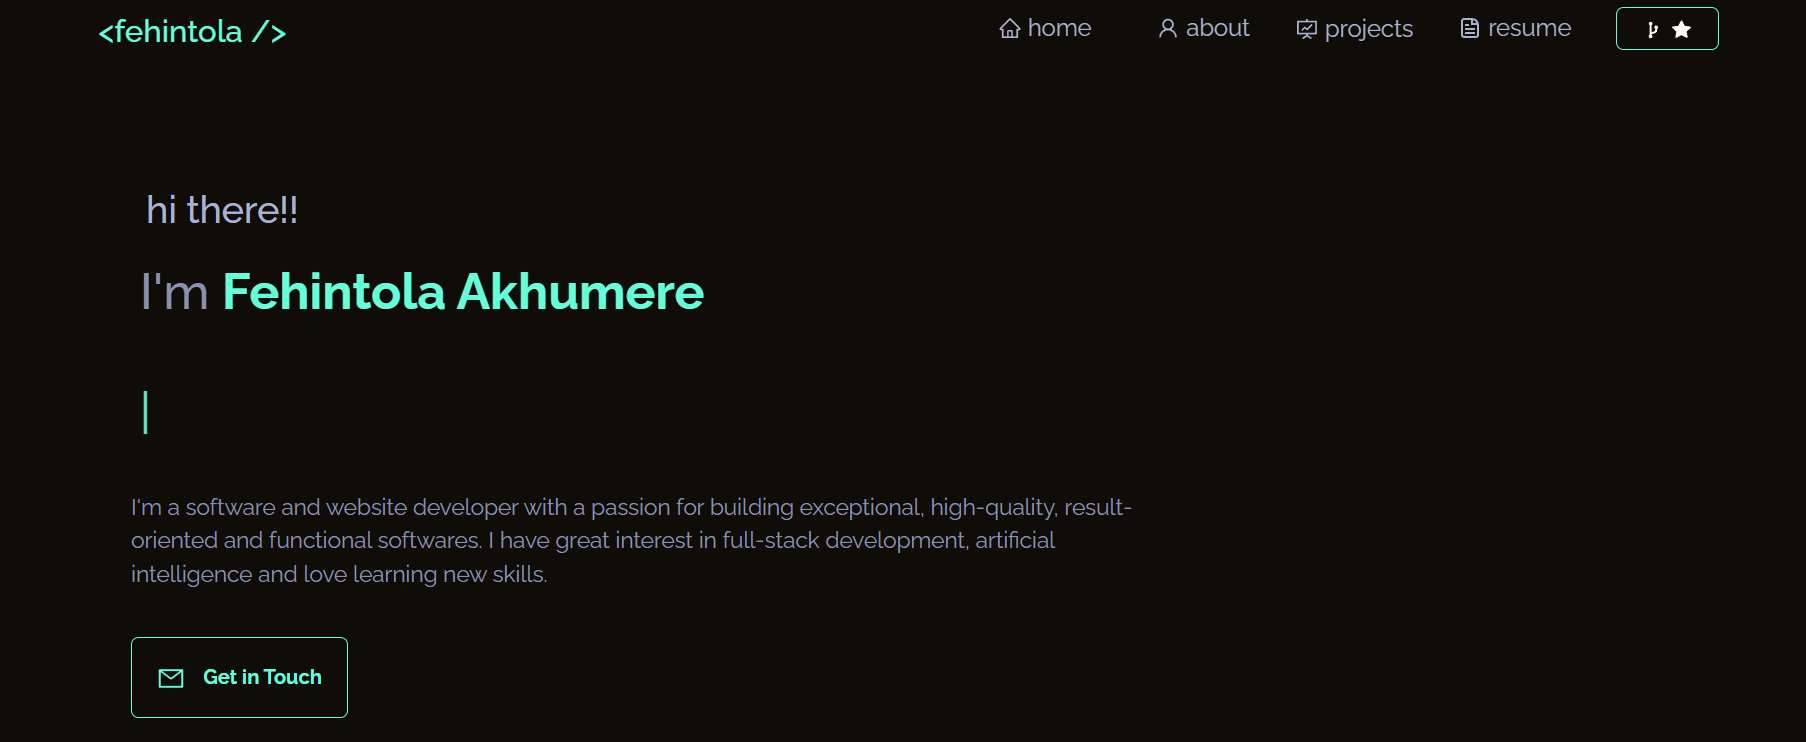 <fehintola />
home about projects resume
hi there!!
I'm Fehintola Akhumere
I'm a software and website developer with a passion for building exceptional, high-quality, result-
oriented and functional softwares. I have great interest in full-stack development, artificial
intelligence and love learning new skills.
Get in Touch